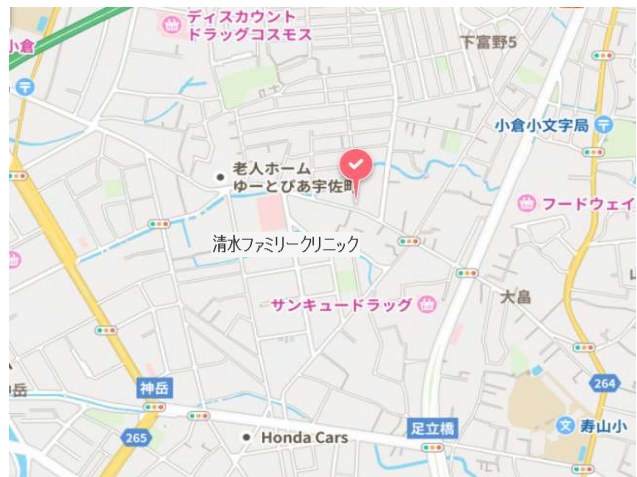 ディスカウント
ドラッグコスモス
小倉
下富野5
小倉小文字局
老人ホーム
ゆーとぴあ宇佐町
フードウェイ
清水ファミリークリニック
サンキュードラッグ
大畠
神岳
264
265
Honda Cars
足立橋
寿山小